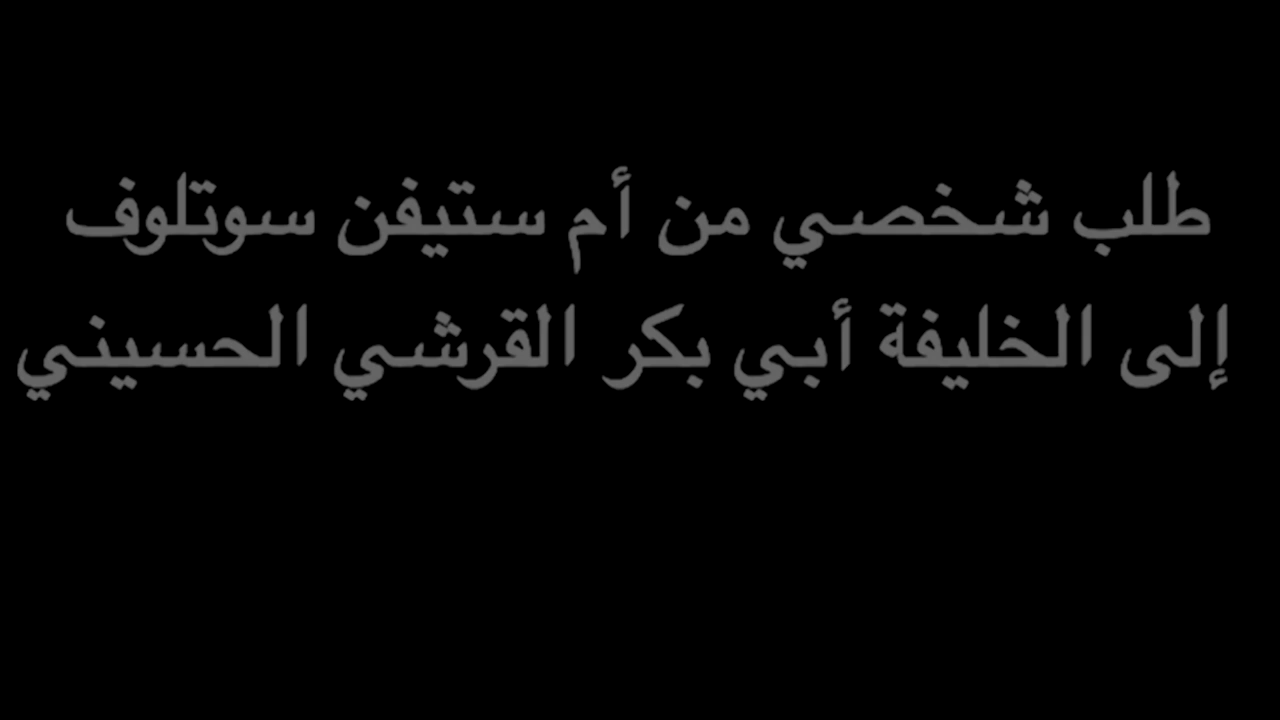 طلب شخصي من أم ستيفن سوتلوف
إلى الخليفة أبي بكر القرشي الحسيني